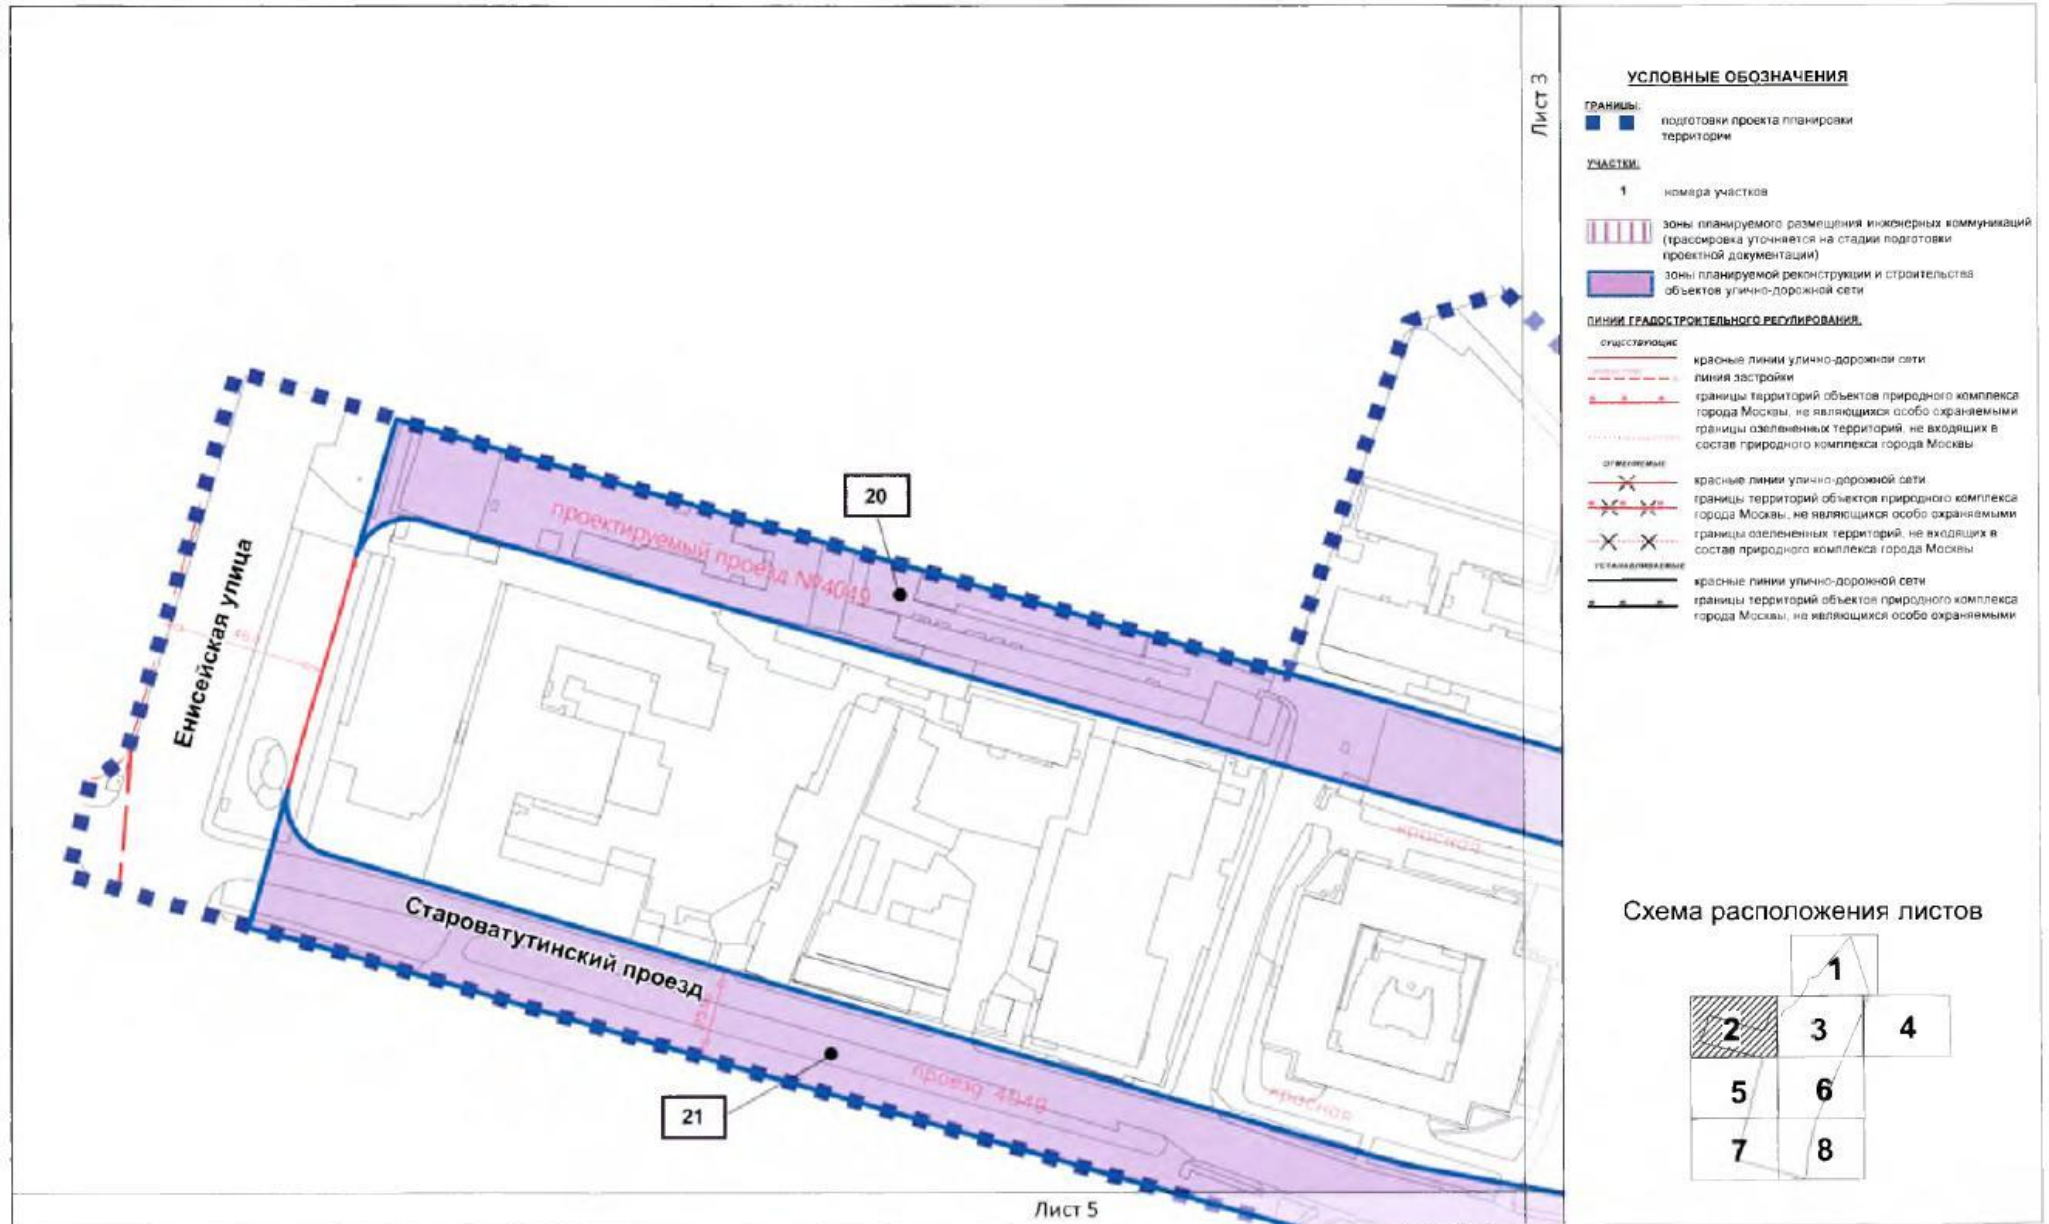 Лист 3
20
проектируемый проезд №4049
Енисейская улица
красная
Староватутинский проезд
проезд 4949
красная
21
Лист 5
УСЛОВНЫЕ ОБОЗНАЧЕНИЯ
ГРАНИЦЫ:
подготовки проекта планировки
территории
УЧАСТКИ:
1
номера участков
зоны планируемого размещения инженерных коммуникаций
(трассировка уточняется на стадии подготовки
проектной документации)
зоны планируемой реконструкции и строительства
объектов улично-дорожной сети
ЛИНИИ ГРАДОСТРОИТЕЛЬНОГО РЕГУЛИРОВАНИЯ:
СУЩЕСТВУЮЩИЕ
красные линии улично-дорожной сети
линия застройки
границы территорий объектов природного комплекса
города Москвы, не являющихся особо охраняемыми
границы озелененных территорий, не входящих в
состав природного комплекса города Москвы
ОТМЕНЯЕМЫЕ
красные линии улично-дорожной сети
границы территорий объектов природного комплекса
города Москвы, не являющихся особо охраняемыми
границы озелененных территорий, не входящих в
состав природного комплекса города Москвы
УСТАНАВЛИВАЕМЫЕ
красные линии улично-дорожной сети
границы территорий объектов природного комплекса
города Москвы, не являющихся особо охраняемыми
Схема расположения листов
1
2 3 4
5 6
7 8